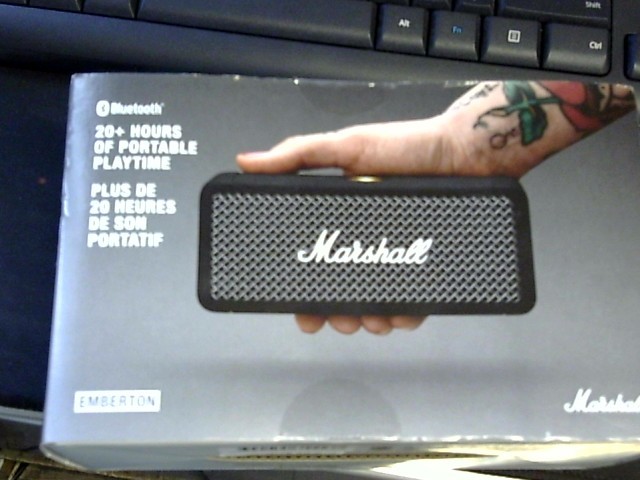 Shift
Alt
Fn
Ctrl
Bluetooth
20+ HOURS
OF PORTABLE
PLAYTIME
PLUS DE
20 HEURES
DE SON
PORTATIF
Marshall
EMBERTON
Marshal